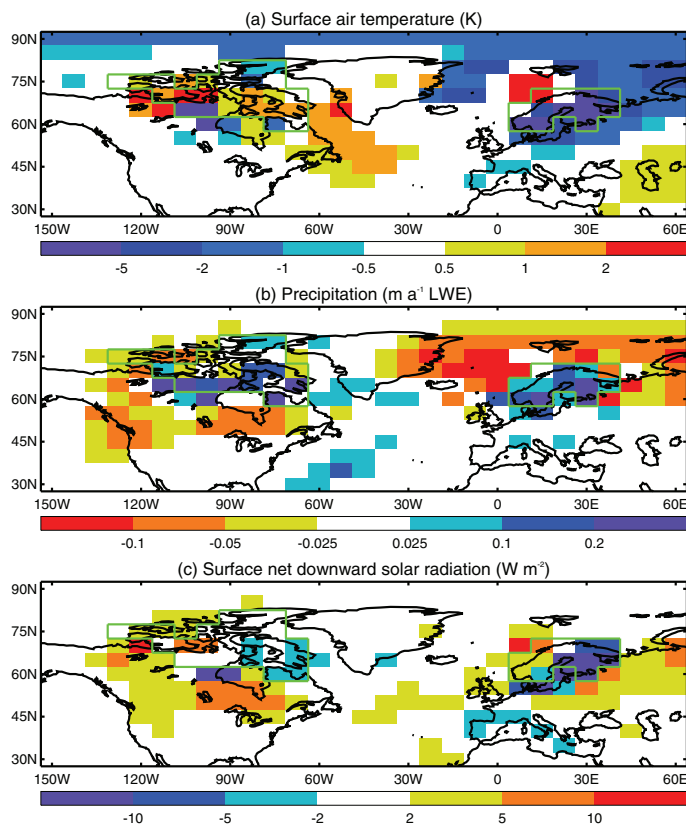 (a) Surface air temperature (K)
90N
75N
60N
45N
30N
150W 120W 90W 60W 30W 0 30E 60E
-5 -2 -1 -0.5 0.5 1 2
(b) Precipitation (m a⁻¹ LWE)
90N
75N
60N
45N
30N
150W 120W 90W 60W 30W 0 30E 60E
-0.1 -0.05 -0.025 0.025 0.1 0.2
(c) Surface net downward solar radiation (W m⁻²)
90N
75N
60N
45N
30N
150W 120W 90W 60W 30W 0 30E 60E
-10 -5 -2 2 5 10